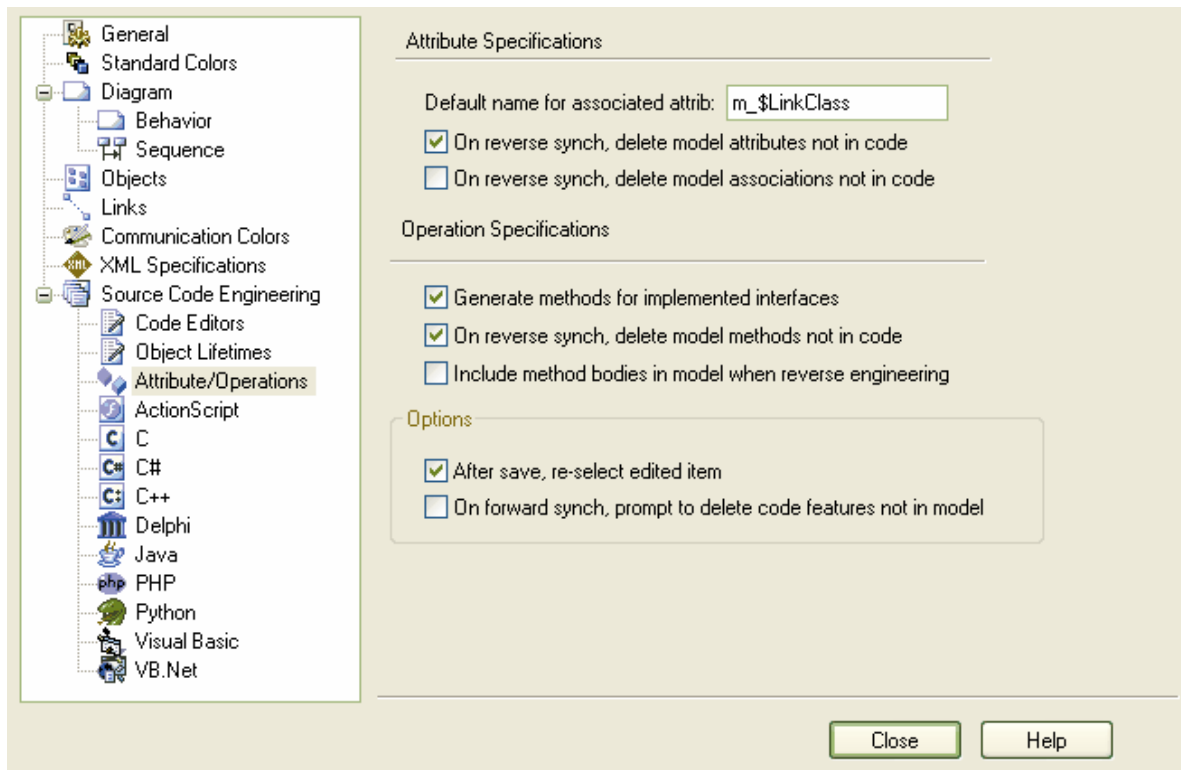 General
Standard Colors
Diagram
Behavior
Sequence
Objects
Links
Communication Colors
XML Specifications
Source Code Engineering
Code Editors
Object Lifetimes
Attribute/Operations
ActionScript
C
C#
C++
Delphi
Java
PHP
Python
Visual Basic
VB.Net
Attribute Specifications
Default name for associated attrib: m_$LinkClass
On reverse synch, delete model attributes not in code
On reverse synch, delete model associations not in code
Operation Specifications
Generate methods for implemented interfaces
On reverse synch, delete model methods not in code
Include method bodies in model when reverse engineering
Options
After save, re-select edited item
On forward synch, prompt to delete code features not in model
Close Help